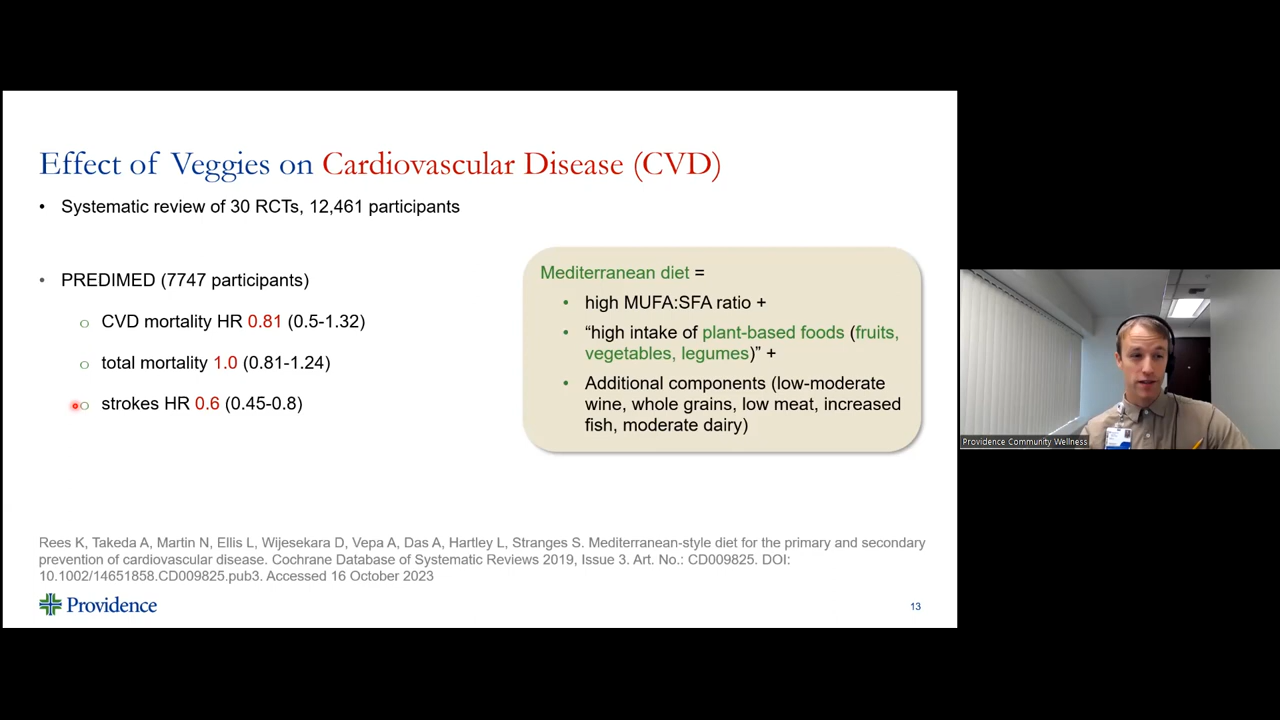 Effect of Veggies on Cardiovascular Disease (CVD)
• Systematic review of 30 RCTs, 12,461 participants
• PREDIMED (7747 participants)
o CVD mortality HR 0.81 (0.5-1.32)
o total mortality 1.0 (0.81-1.24)
o strokes HR 0.6 (0.45-0.8)
Mediterranean diet =
• high MUFA:SFA ratio +
• “high intake of plant-based foods (fruits,
vegetables, legumes)” +
• Additional components (low-moderate
wine, whole grains, low meat, increased
fish, moderate dairy)
Rees K, Takeda A, Martin N, Ellis L, Wijesekara D, Vepa A, Das A, Hartley L, Stranges S. Mediterranean-style diet for the primary and secondary
prevention of cardiovascular disease. Cochrane Database of Systematic Reviews 2019, Issue 3. Art. No.: CD009825. DOI:
10.1002/14651858.CD009825.pub3. Accessed 16 October 2023
Providence
13
Providence Community Wellness